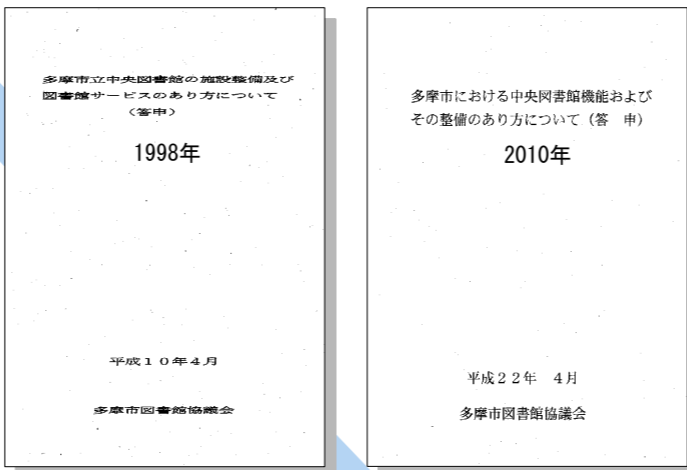 多摩市立中央図書館の施設整備及び
図書館サービスのあり方について
（答申）
1998年
平成１０年４月
多摩市図書館協議会
多摩市における中央図書館機能および
その整備のあり方について（答　申）
2010年
平成２２年　４月
多摩市図書館協議会